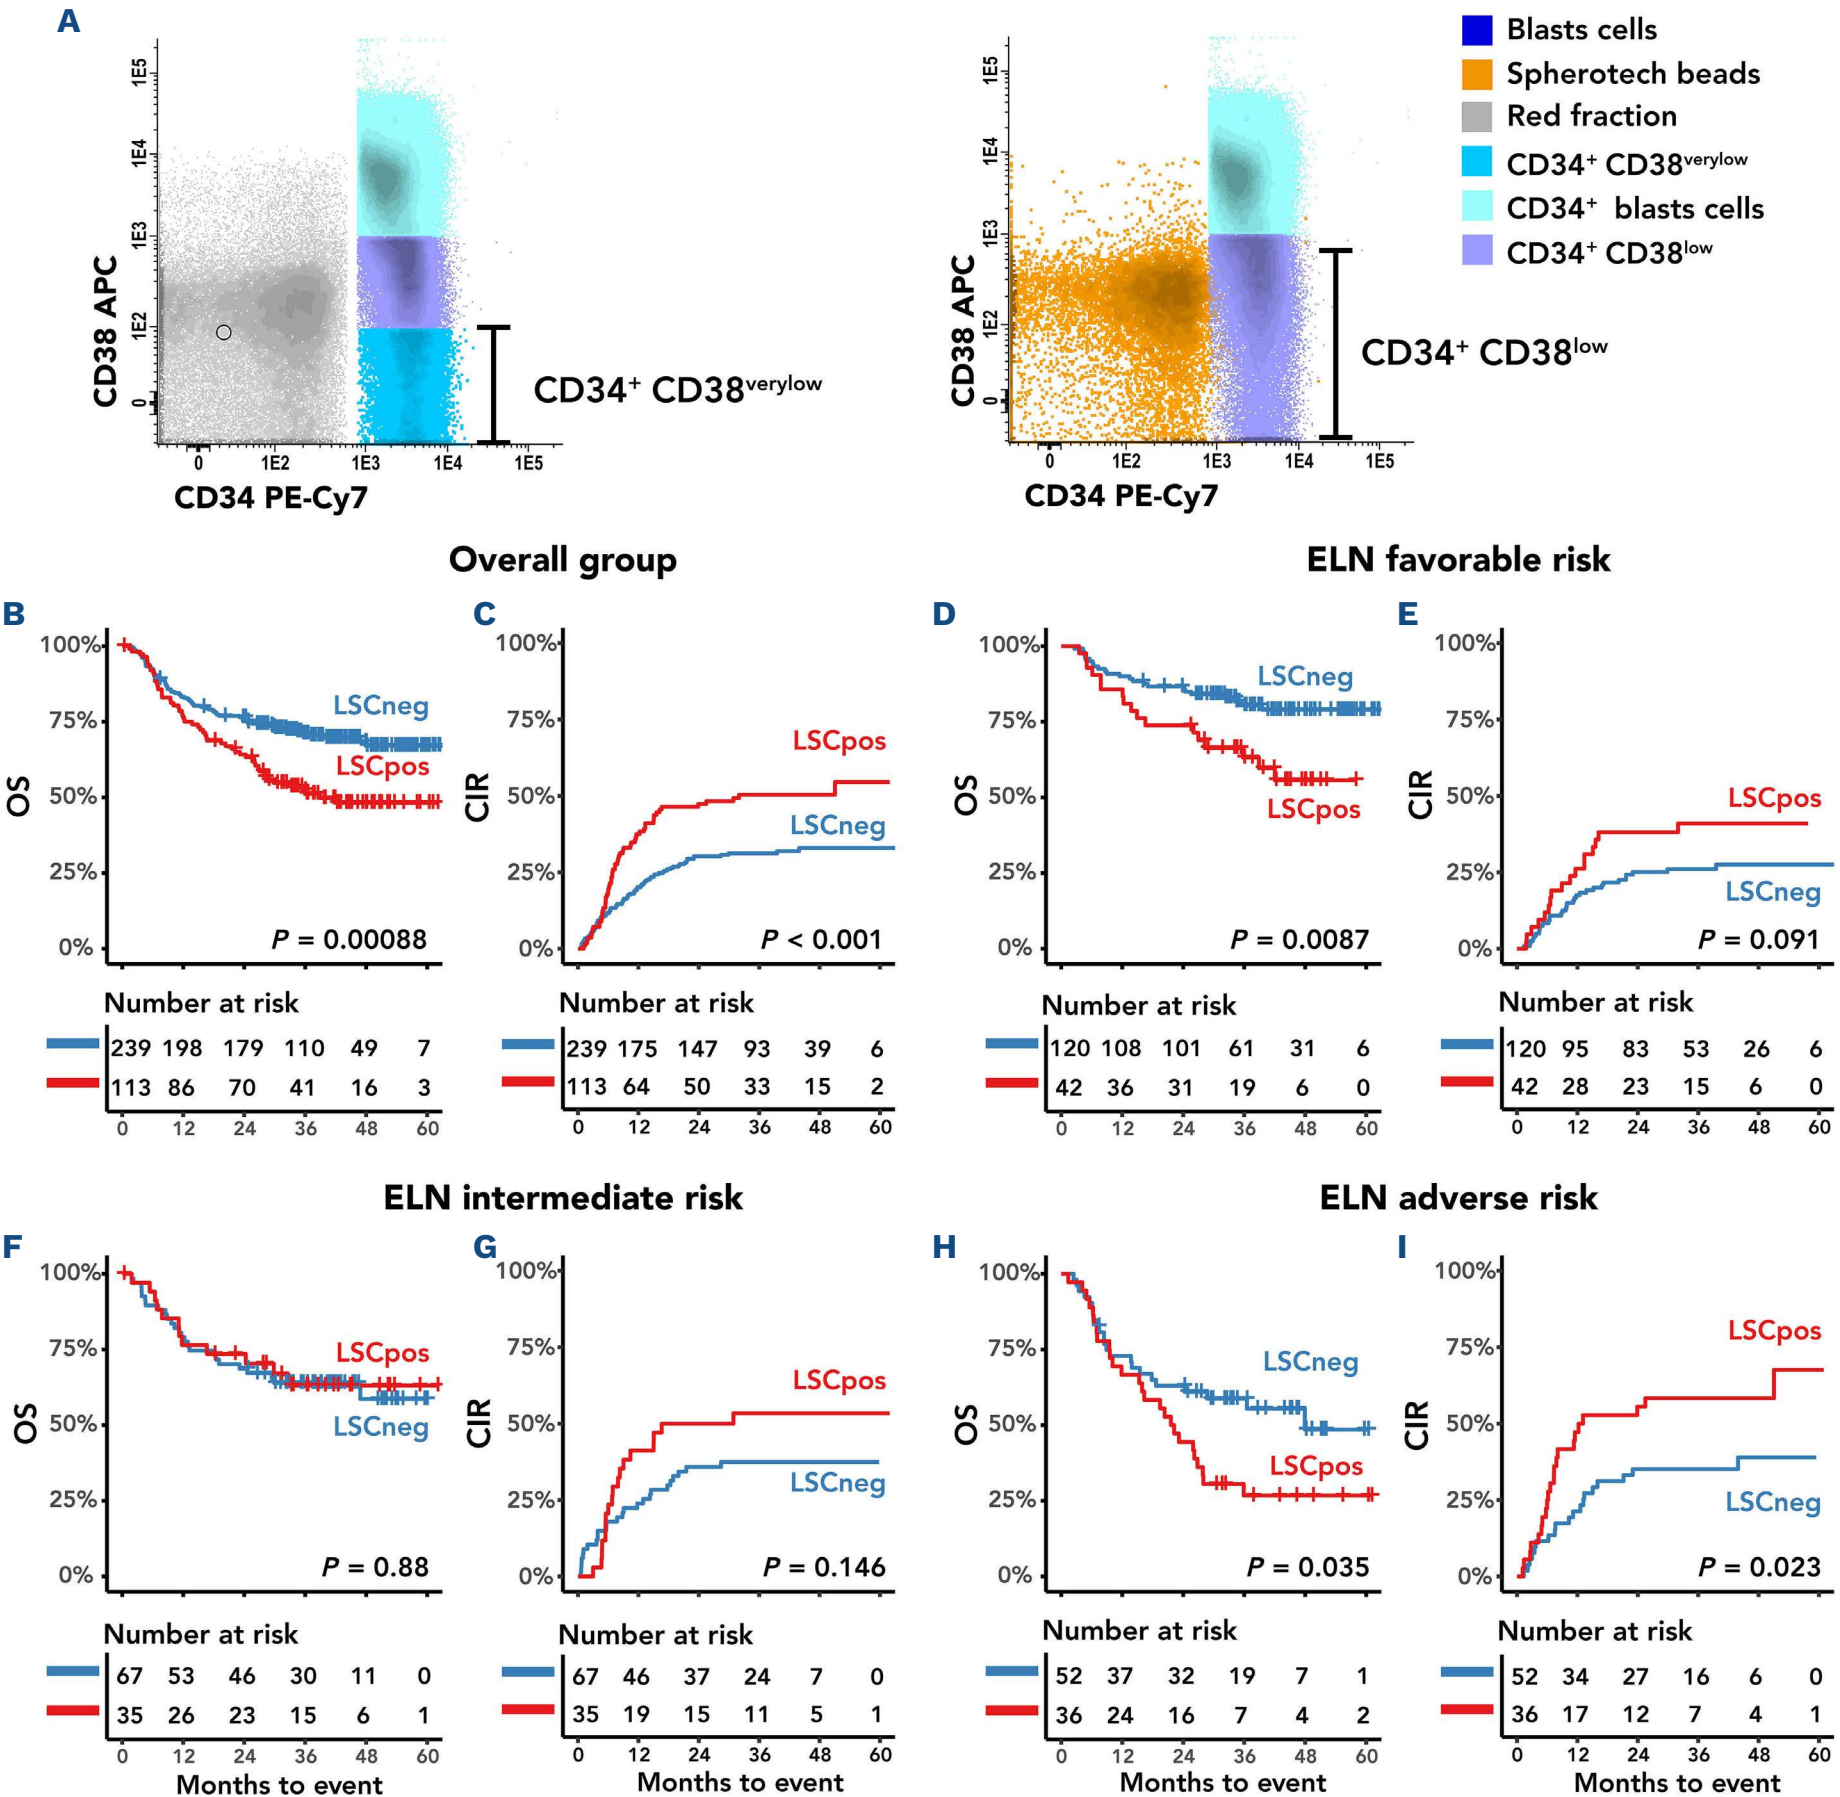 A
1E5
1E4
1E3
1E2
0
CD38 APC
0 1E2 1E3 1E4 1E5
CD34 PE-Cy7
CD34+ CD38verylow
1E5
1E4
1E3
1E2
0
CD38 APC
0 1E2 1E3 1E4 1E5
CD34 PE-Cy7
CD34+ CD38low
Blasts cells
Spherotech beads
Red fraction
CD34+ CD38verylow
CD34+ blasts cells
CD34+ CD38low
Overall group
ELN favorable risk
B
100%
75%
50%
25%
0%
OS
LSCneg
LSCpos
P = 0.00088
Number at risk
239 198 179 110 49 7
113 86 70 41 16 3
0 12 24 36 48 60
C
100%
75%
50%
25%
0%
CIR
LSCpos
LSCneg
P < 0.001
Number at risk
239 175 147 93 39 6
113 64 50 33 15 2
0 12 24 36 48 60
D
100%
75%
50%
25%
0%
OS
LSCneg
LSCpos
P = 0.0087
Number at risk
120 108 101 61 31 6
42 36 31 19 6 0
0 12 24 36 48 60
E
100%
75%
50%
25%
0%
CIR
LSCpos
LSCneg
P = 0.091
Number at risk
120 95 83 53 26 6
42 28 23 15 6 0
0 12 24 36 48 60
ELN intermediate risk
ELN adverse risk
F
100%
75%
50%
25%
0%
OS
LSCpos
LSCneg
P = 0.88
Number at risk
67 53 46 30 11 0
35 26 23 15 6 1
0 12 24 36 48 60
Months to event
G
100%
75%
50%
25%
0%
CIR
LSCpos
LSCneg
P = 0.146
Number at risk
67 46 37 24 7 0
35 19 15 11 5 1
0 12 24 36 48 60
Months to event
H
100%
75%
50%
25%
0%
OS
LSCneg
LSCpos
P = 0.035
Number at risk
52 37 32 19 7 1
36 24 16 7 4 2
0 12 24 36 48 60
Months to event
I
100%
75%
50%
25%
0%
CIR
LSCpos
LSCneg
P = 0.023
Number at risk
52 34 27 16 6 0
36 17 12 7 4 1
0 12 24 36 48 60
Months to event